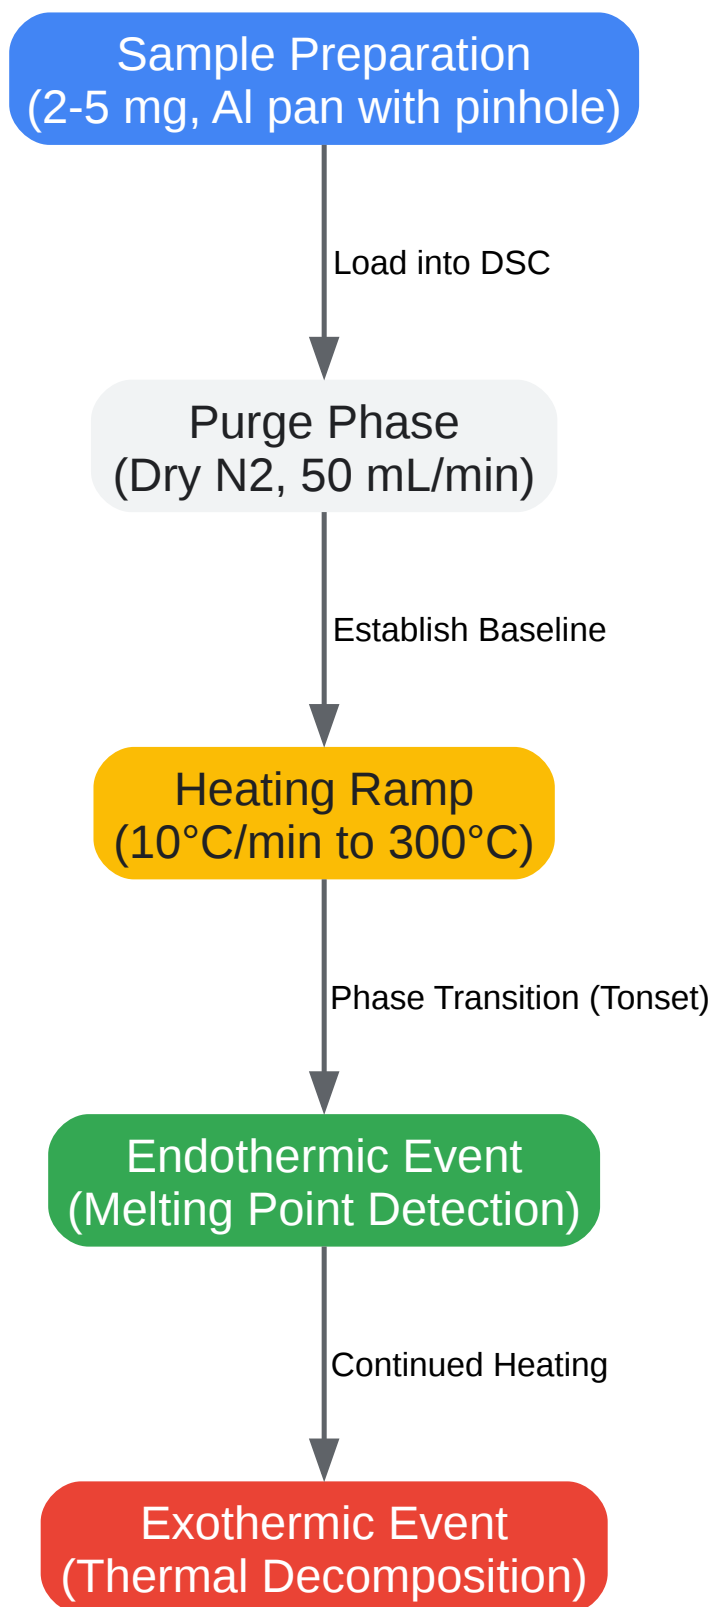 Sample Preparation
(2-5 mg, Al pan with pinhole)
Load into DSC
Purge Phase
(Dry N2, 50 mL/min)
Establish Baseline
Heating Ramp
(10°C/min to 300°C)
Phase Transition (Tonset)
Endothermic Event
(Melting Point Detection)
Continued Heating
Exothermic Event
(Thermal Decomposition)